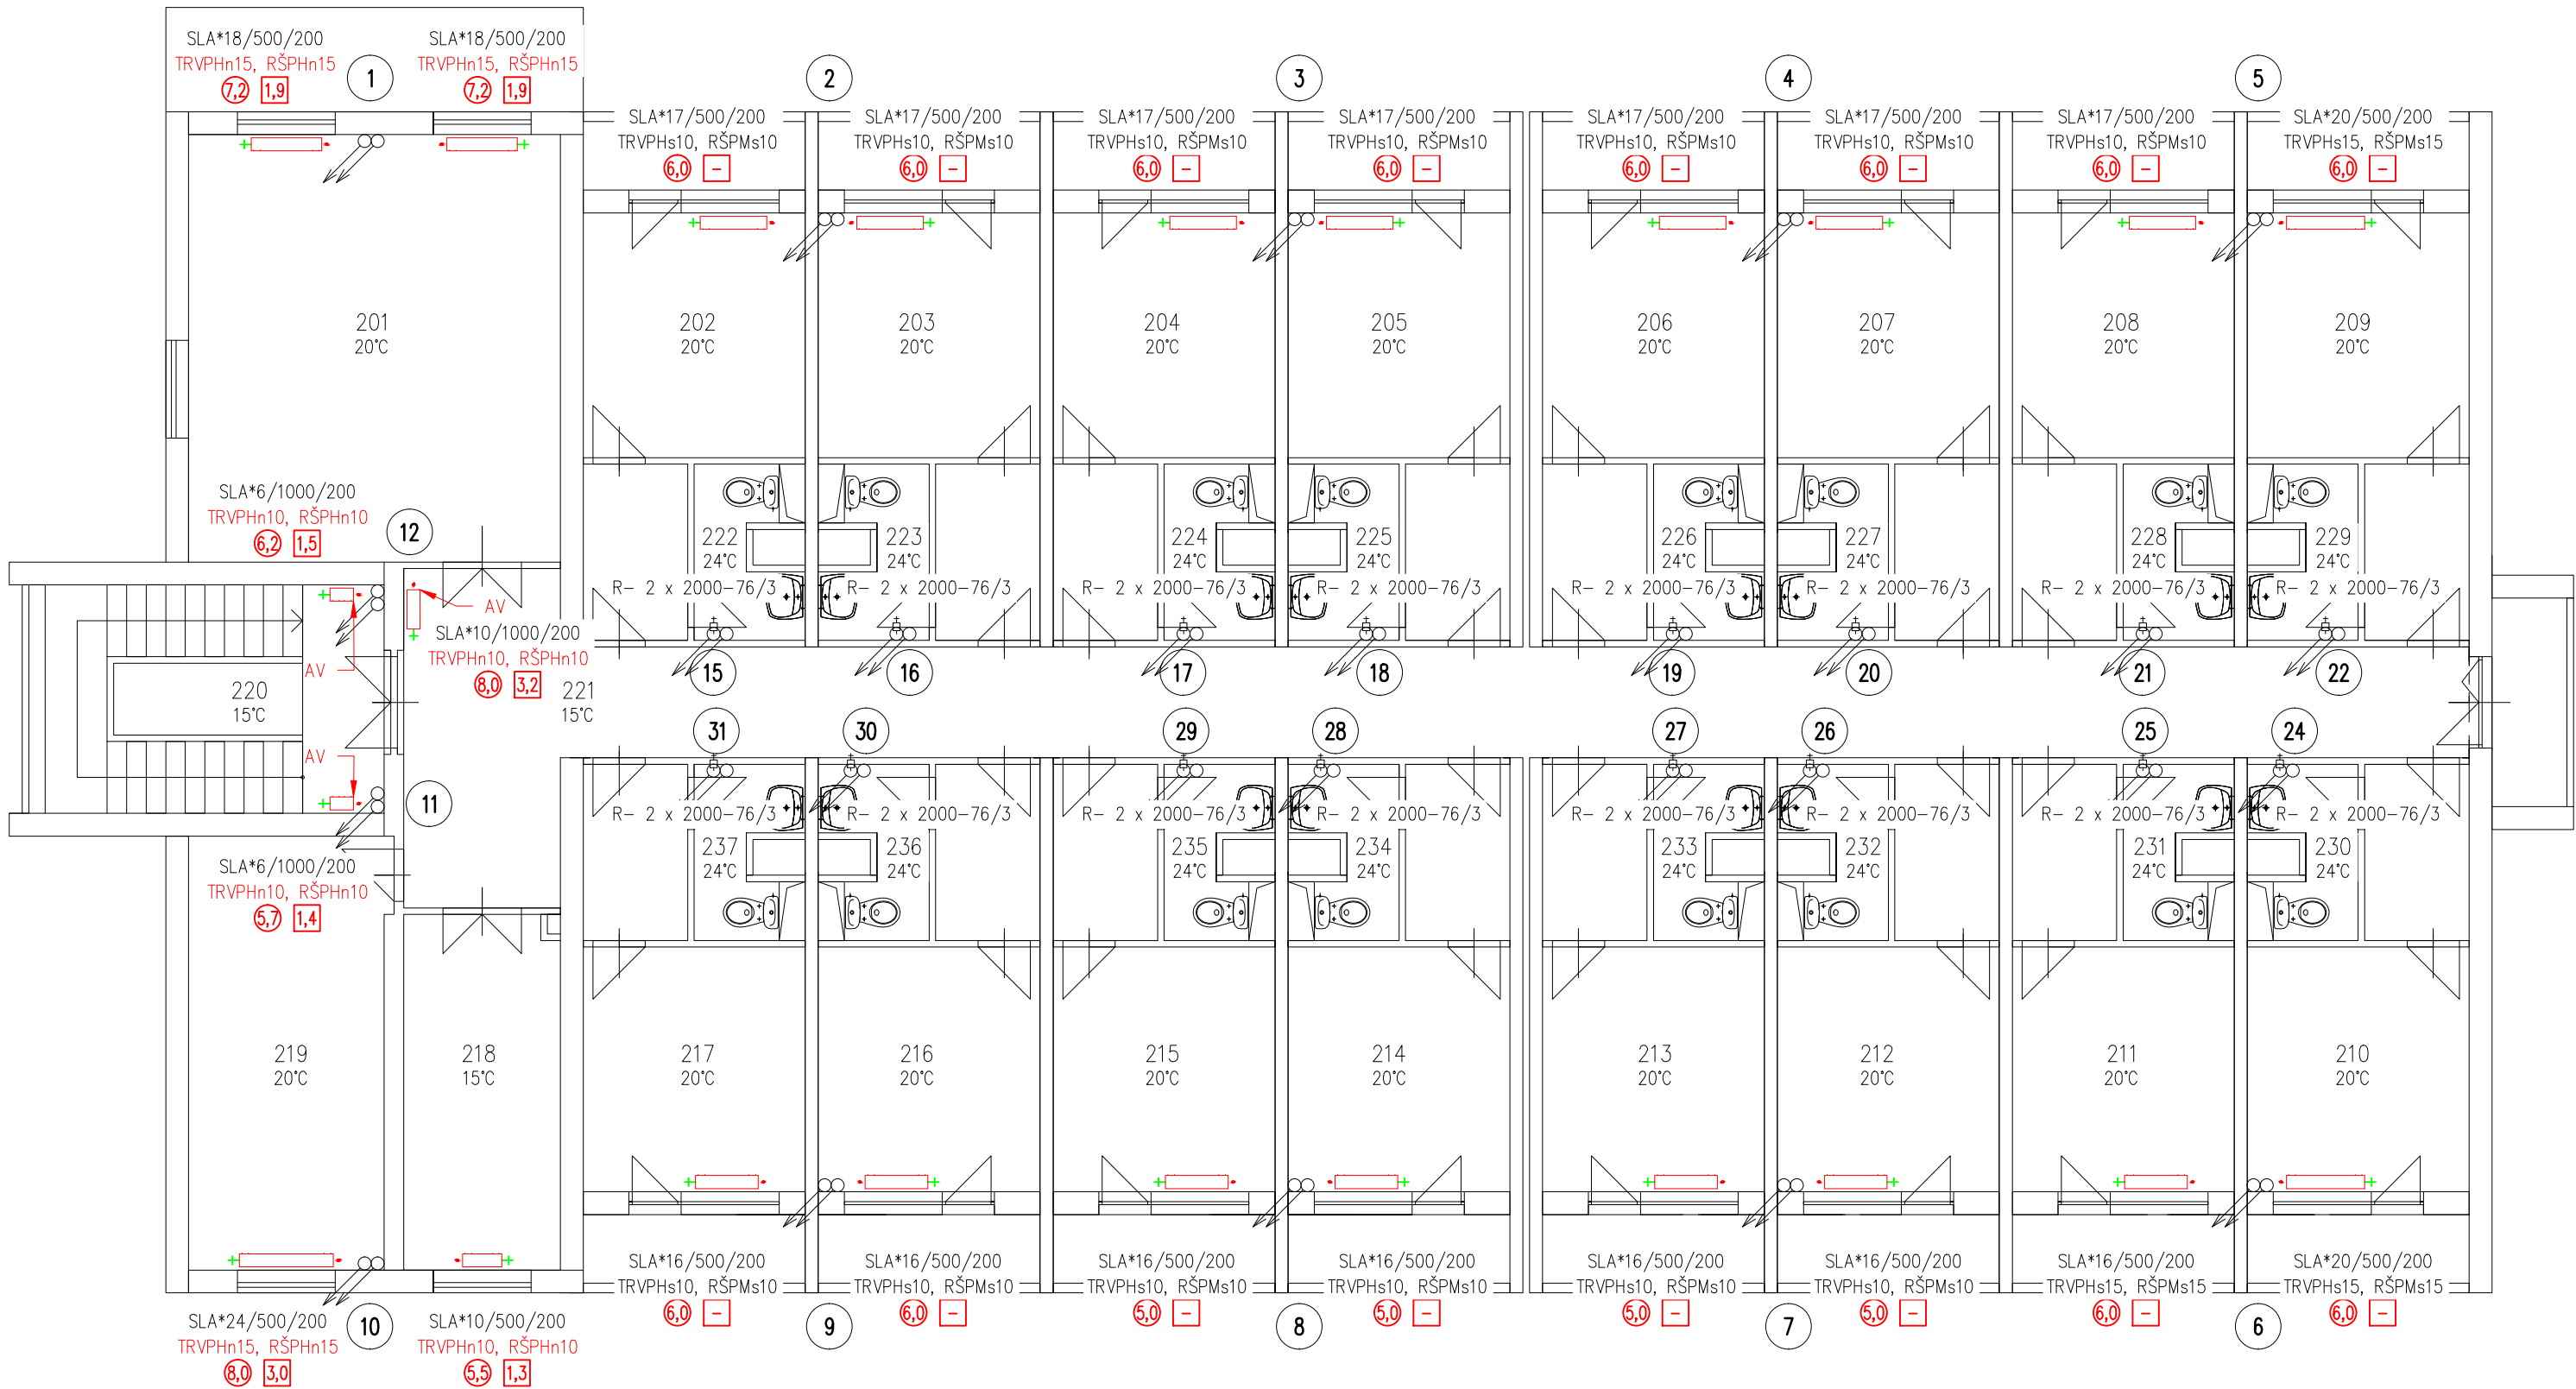 SLA*18/500/200
TRVPHn15, RŠPHn15
7,2 1,9
1
SLA*18/500/200
TRVPHn15, RŠPHn15
7,2 1,9
2
3
4
5
SLA*17/500/200
TRVPHs10, RŠPMs10
6,0 -
SLA*17/500/200
TRVPHs10, RŠPMs10
6,0 -
SLA*17/500/200
TRVPHs10, RŠPMs10
6,0 -
SLA*17/500/200
TRVPHs10, RŠPMs10
6,0 -
SLA*17/500/200
TRVPHs10, RŠPMs10
6,0 -
SLA*17/500/200
TRVPHs10, RŠPMs10
6,0 -
SLA*17/500/200
TRVPHs10, RŠPMs10
6,0 -
SLA*20/500/200
TRVPHs15, RŠPMs15
6,0 -
201
20°C
202
20°C
203
20°C
204
20°C
205
20°C
206
20°C
207
20°C
208
20°C
209
20°C
SLA*6/1000/200
TRVPHn10, RŠPHn10
6,2 1,5
12
222
24°C
223
24°C
224
24°C
225
24°C
226
24°C
227
24°C
228
24°C
229
24°C
R- 2 x 2000-76/3
R- 2 x 2000-76/3
R- 2 x 2000-76/3
R- 2 x 2000-76/3
R- 2 x 2000-76/3
R- 2 x 2000-76/3
R- 2 x 2000-76/3
R- 2 x 2000-76/3
AV
SLA*10/1000/200
TRVPHn10, RŠPHn10
8,0 3,2
AV
15
16
17
18
19
20
21
22
220
15°C
221
15°C
AV
31
30
29
28
27
26
25
24
11
R- 2 x 2000-76/3
R- 2 x 2000-76/3
R- 2 x 2000-76/3
R- 2 x 2000-76/3
R- 2 x 2000-76/3
R- 2 x 2000-76/3
R- 2 x 2000-76/3
R- 2 x 2000-76/3
SLA*6/1000/200
TRVPHn10, RŠPHn10
5,7 1,4
237
24°C
236
24°C
235
24°C
234
24°C
233
24°C
232
24°C
231
24°C
230
24°C
219
20°C
218
15°C
217
20°C
216
20°C
215
20°C
214
20°C
213
20°C
212
20°C
211
20°C
210
20°C
SLA*16/500/200
TRVPHs10, RŠPMs10
6,0 -
SLA*16/500/200
TRVPHs10, RŠPMs10
6,0 -
SLA*16/500/200
TRVPHs10, RŠPMs10
5,0 -
SLA*16/500/200
TRVPHs10, RŠPMs10
5,0 -
SLA*16/500/200
TRVPHs10, RŠPMs10
5,0 -
SLA*16/500/200
TRVPHs10, RŠPMs10
5,0 -
SLA*16/500/200
TRVPHs15, RŠPMs15
6,0 -
SLA*20/500/200
TRVPHs15, RŠPMs15
6,0 -
SLA*24/500/200
TRVPHn15, RŠPHn15
8,0 3,0
10
SLA*10/500/200
TRVPHn10, RŠPHn10
5,5 1,3
9
8
7
6